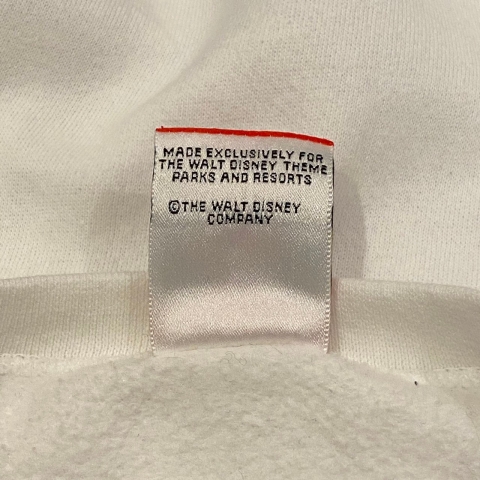 MADE EXCLUSIVELY FOR
THE WALT DISNEY THEME
PARKS AND RESORTS
©THE WALT DISNEY
COMPANY